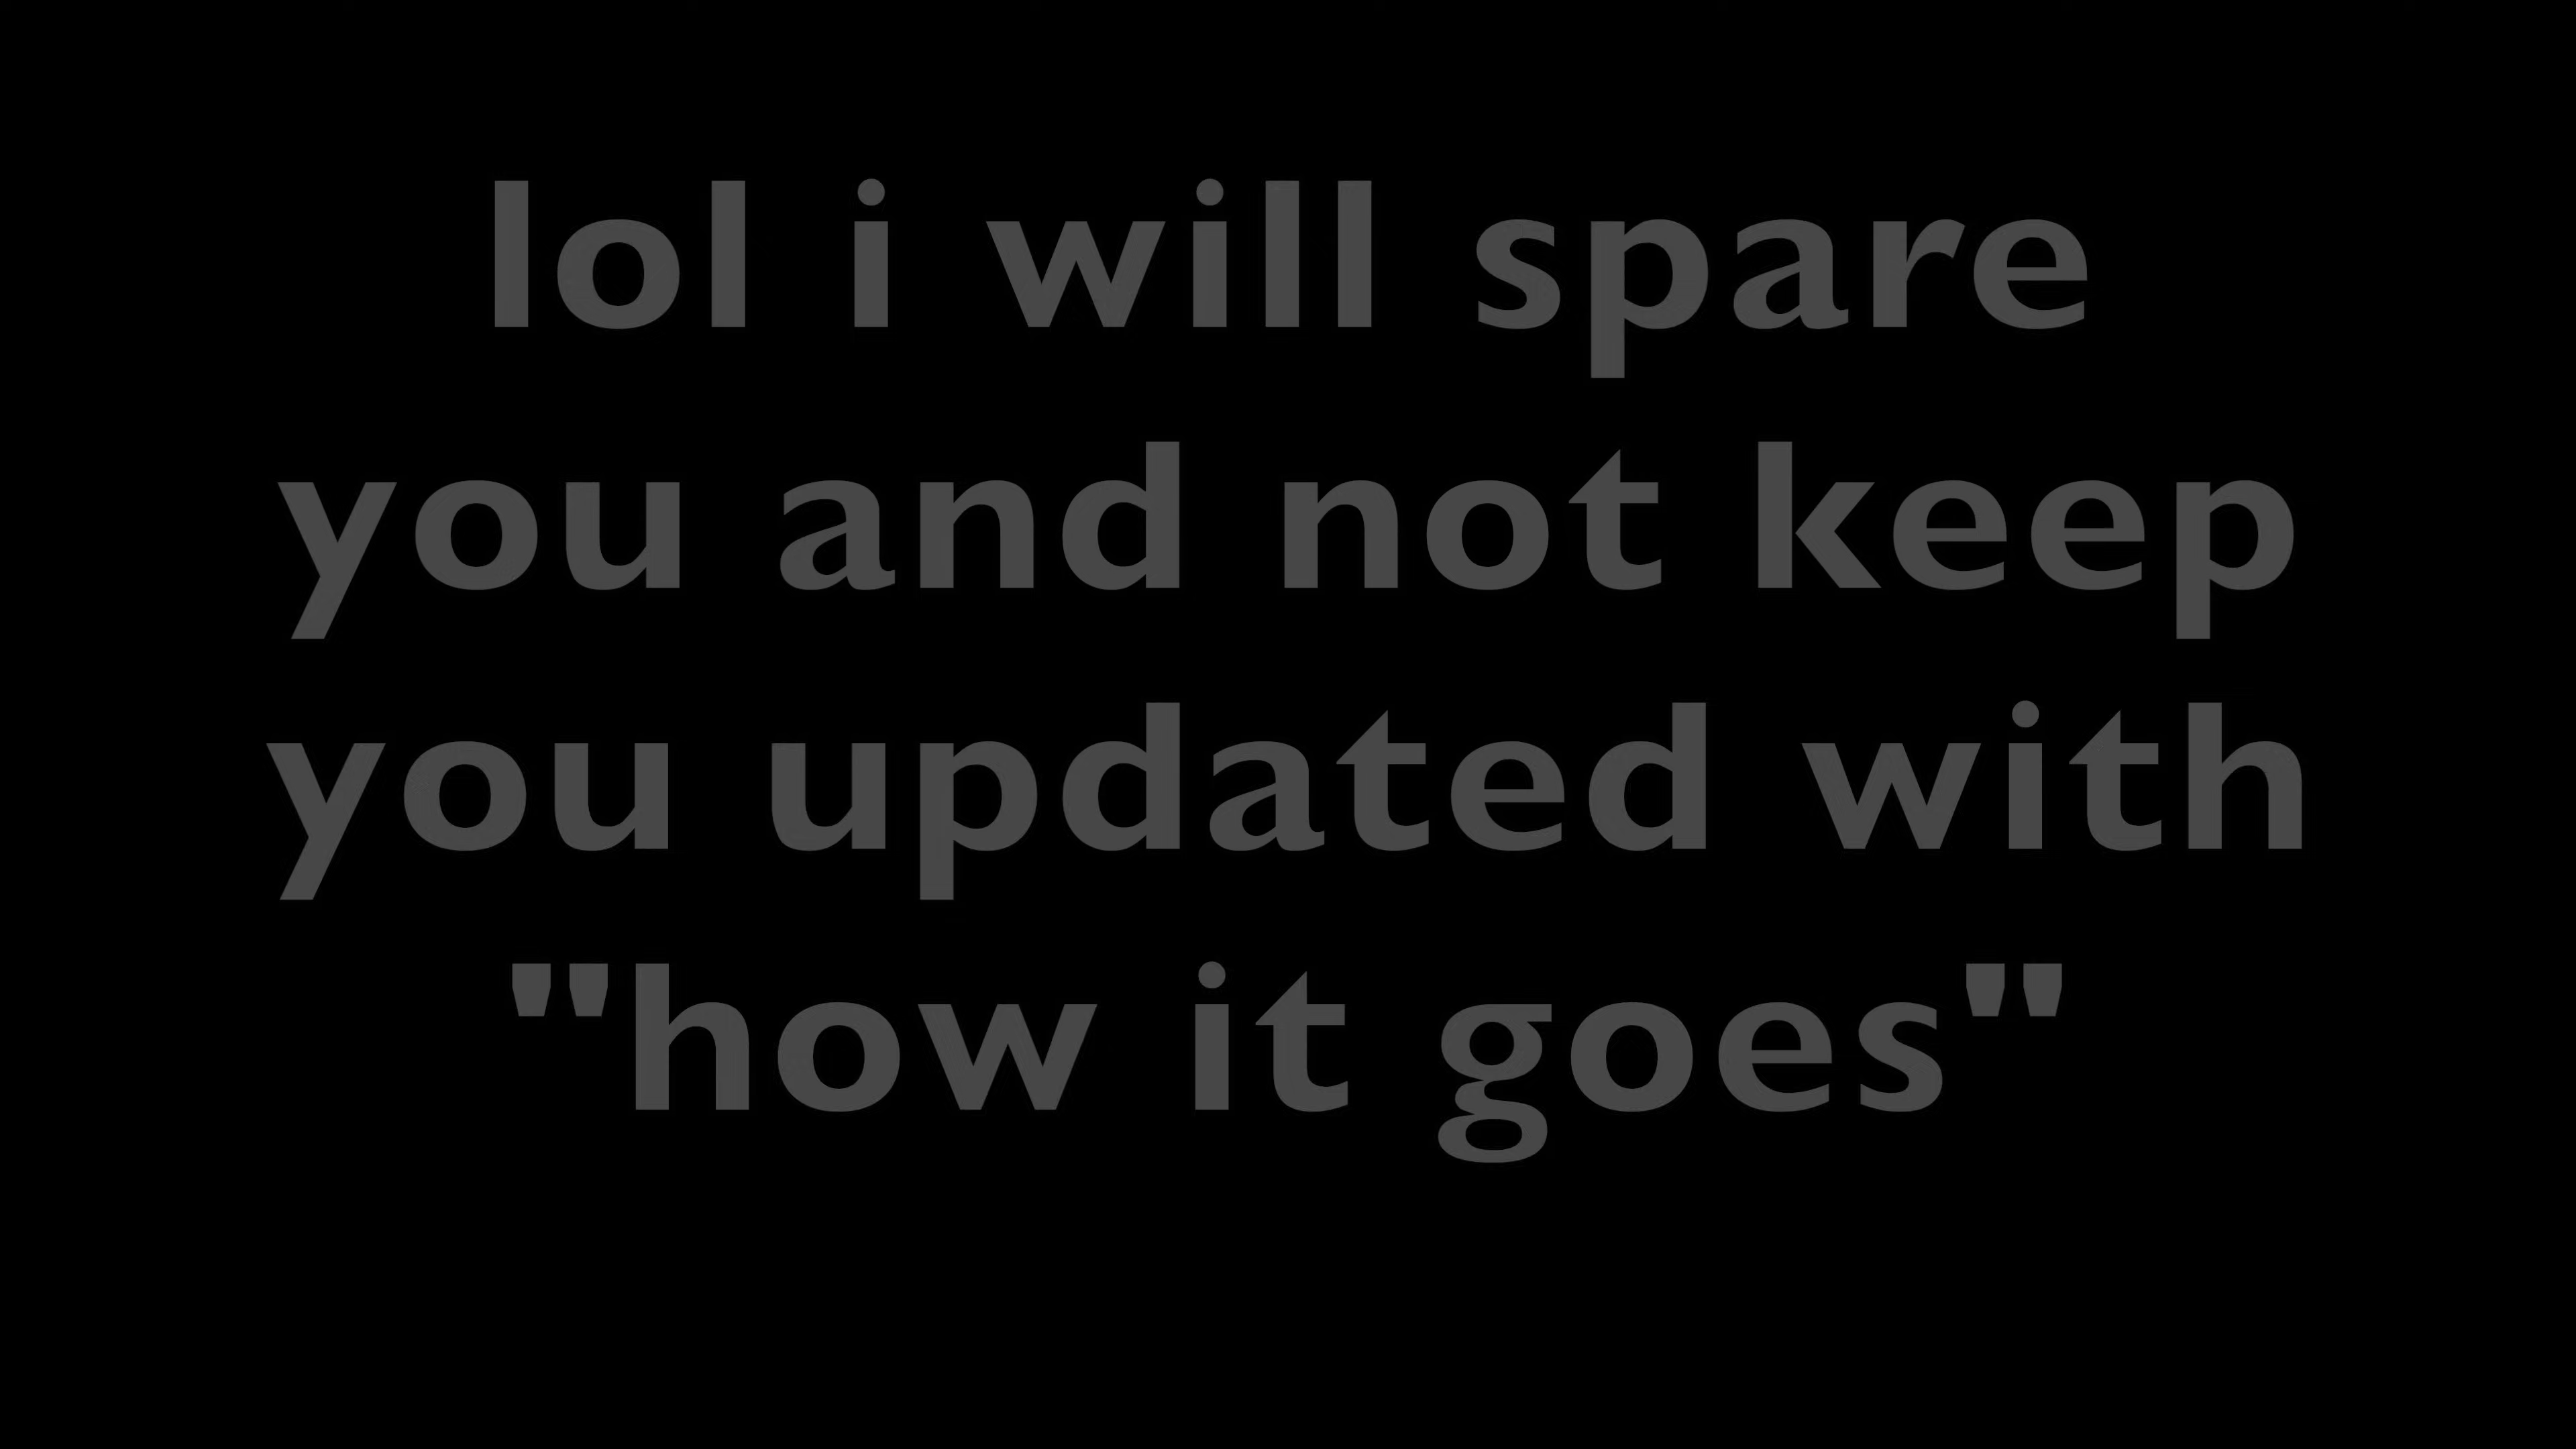 lol i will spare
you and not keep
you updated with
"how it goes"